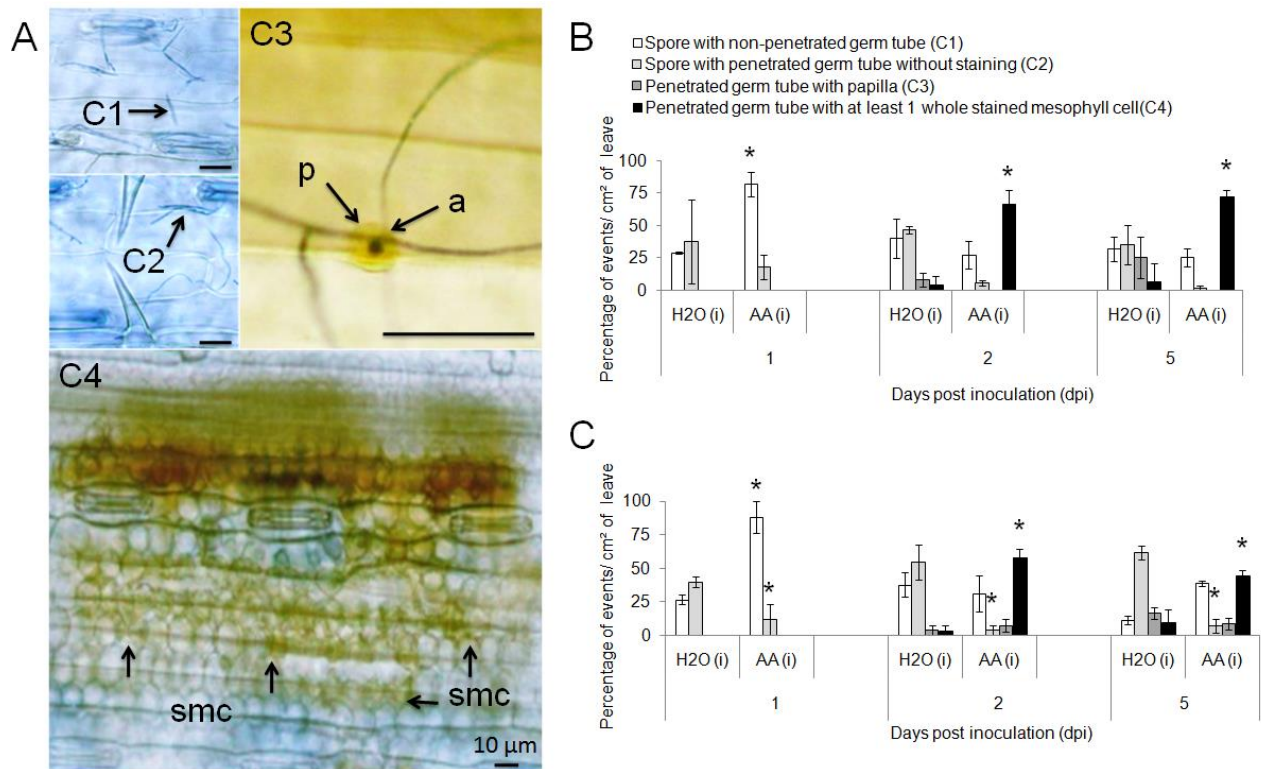 A
C1
C2
C3
p
a
C4
smc
smc
10 µm
B
Spore with non-penetrated germ tube (C1)
Spore with penetrated germ tube without staining (C2)
Penetrated germ tube with papilla (C3)
Penetrated germ tube with at least 1 whole stained mesophyll cell(C4)
Percentage of events/ cm² of leave
100
75
50
25
0
*
*
*
H2O (i)
AA (i)
H2O (i)
AA (i)
H2O (i)
AA (i)
1
2
5
Days post inoculation (dpi)
C
Percentage of events/ cm² of leave
100
75
50
25
0
*
*
*
*
*
*
H2O (i)
AA (i)
H2O (i)
AA (i)
H2O (i)
AA (i)
1
2
5
Days post inoculation (dpi)